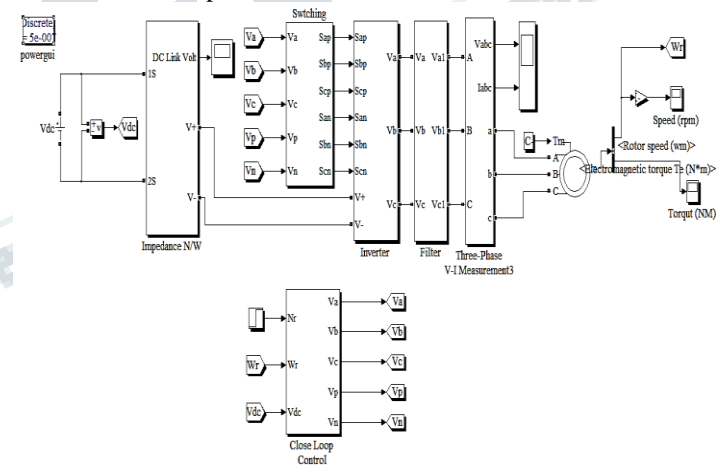 Discrete,
= 5e-00
powergui
Vdc
+
v
Vdc
1S
2S
DC Link Volt
V+
V-
Impedance N/W
Swtching
Va
Vb
Vc
Vp
Vn
Va
Vb
Vc
Vp
Vn
Sap
Sbp
Scp
San
Sbn
Scn
Sap
Sbp
Scp
San
Sbn
Scn
V+
V-
Va
Vb
Vc
Inverter
Va
Vb
Vc
Va1
Vb1
Vc1
Filter
A
B
C
Vabc
Iabc
a
b
c
Three-Phase
V-I Measurement3
C
Tm
A
B
C
Wr
Speed (rpm)
<Rotor speed (wm)>
<Electromagnetic torque Te (N*m)>
Torqut (NM)
Nr
Wr
Wr
Vdc
Vdc
Va
Vb
Vc
Vp
Vn
Va
Vb
Vc
Vp
Vn
Close Loop
Control